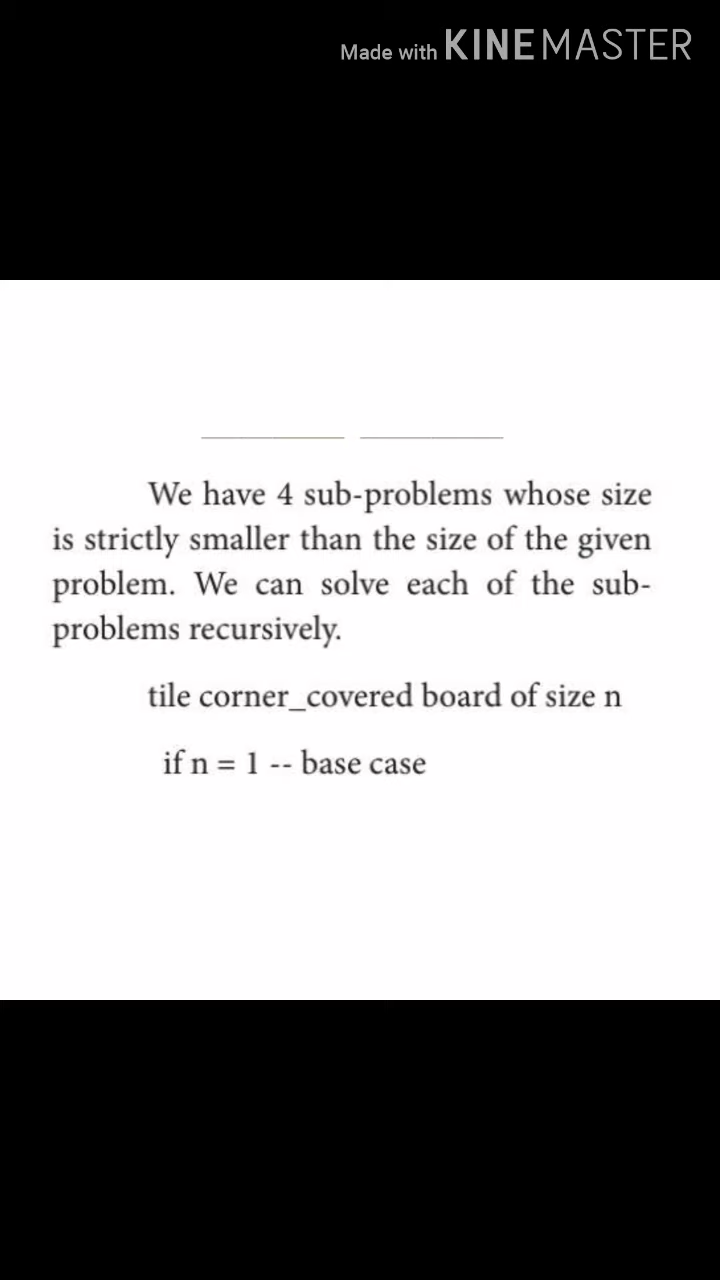 Made with KINEMASTER
We have 4 sub-problems whose size
is strictly smaller than the size of the given
problem. We can solve each of the sub-
problems recursively.
tile corner_covered board of size n
if n = 1 -- base case